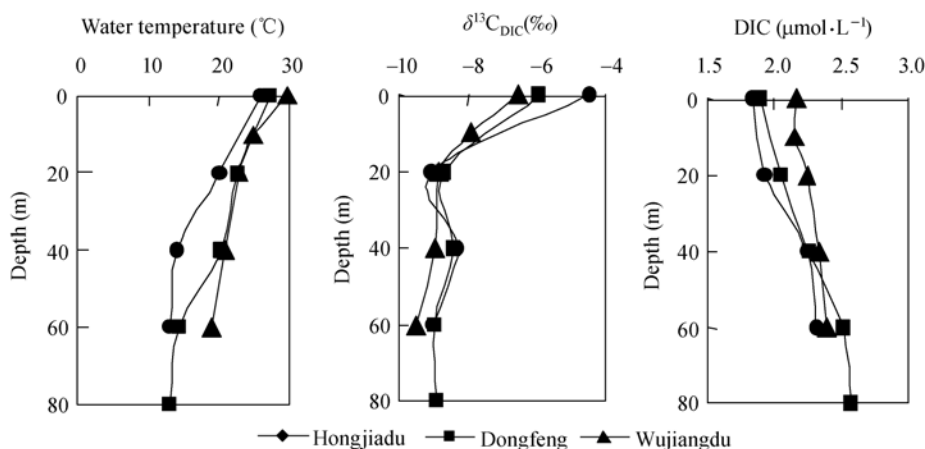 Water temperature (℃)
0 10 20 30
0
20
40
60
80
Depth (m)
δ¹³C_DIC(‰)
−10 −8 −6 −4
0
20
40
60
80
Depth (m)
DIC (μmol·L⁻¹)
1.5 2.0 2.5 3.0
0
20
40
60
80
Depth (m)
Hongjiadu Dongfeng Wujiangdu